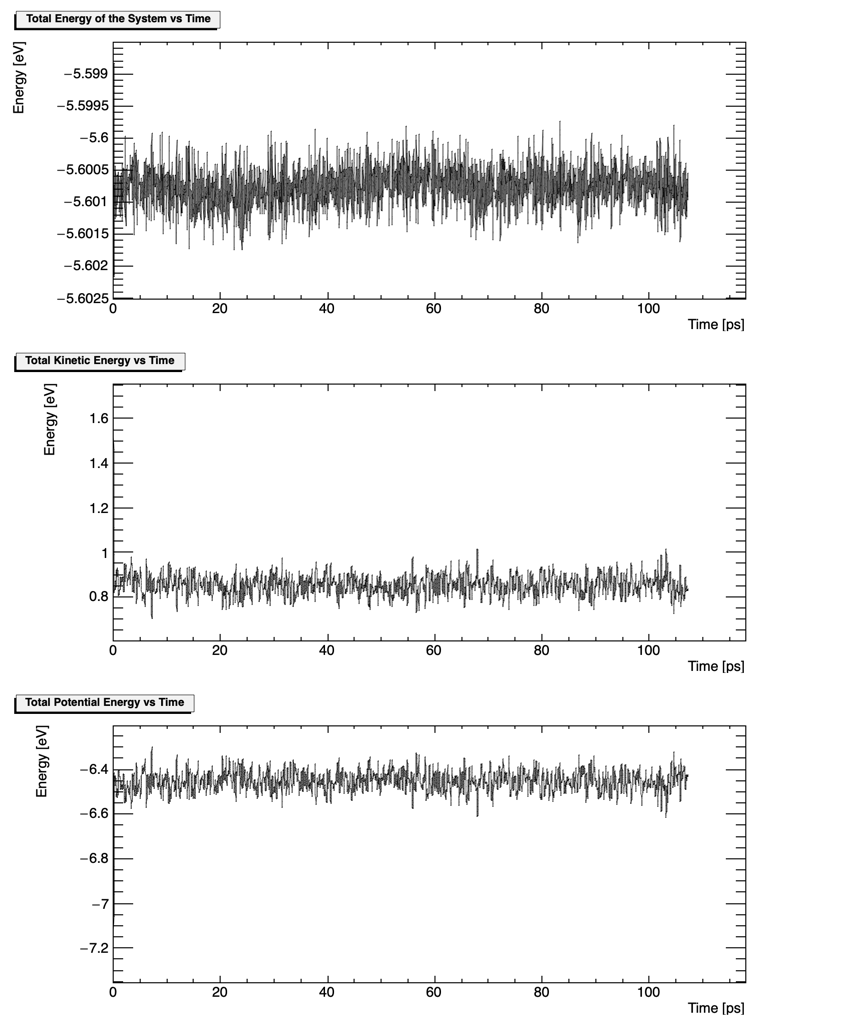 Total Energy of the System vs Time
Energy [eV]
−5.599
−5.5995
−5.6
−5.6005
−5.601
−5.6015
−5.602
−5.6025
0 20 40 60 80 100
Time [ps]
Total Kinetic Energy vs Time
Energy [eV]
1.6
1.4
1.2
1
0.8
0 20 40 60 80 100
Time [ps]
Total Potential Energy vs Time
Energy [eV]
−6.4
−6.6
−6.8
−7
−7.2
0 20 40 60 80 100
Time [ps]